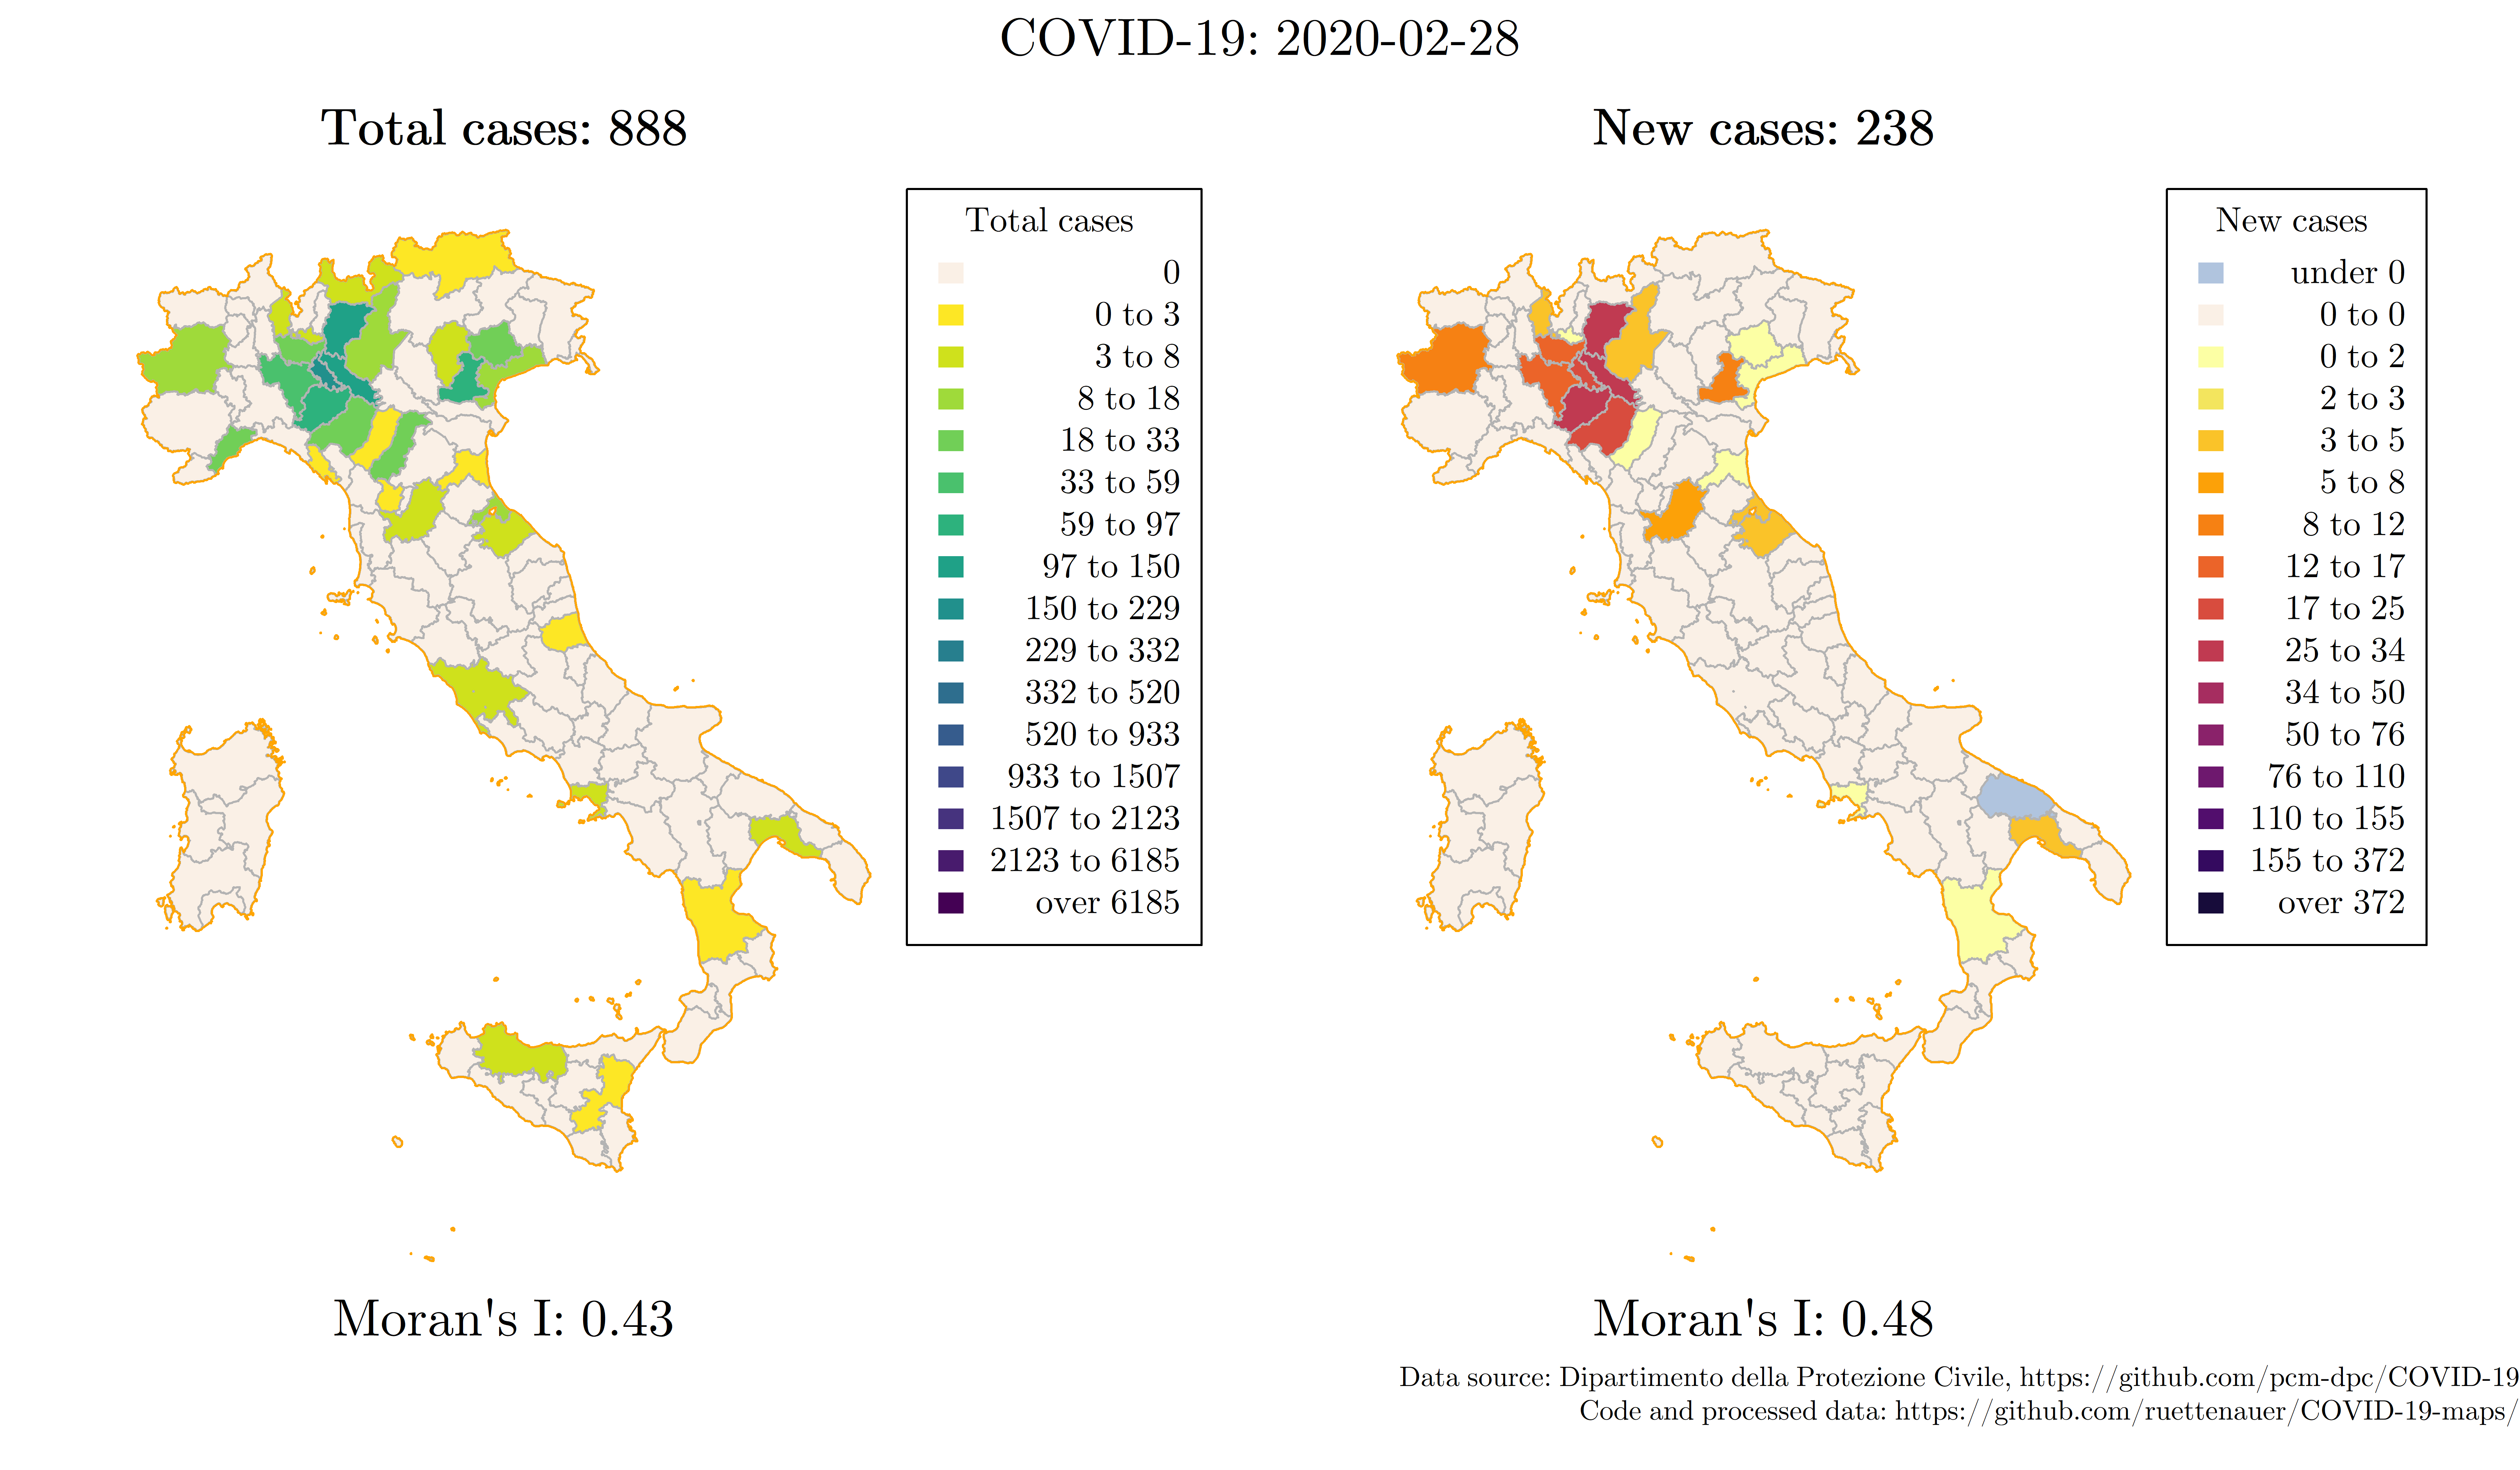 COVID-19: 2020-02-28
Total cases: 888
Total cases
0
0 to 3
3 to 8
8 to 18
18 to 33
33 to 59
59 to 97
97 to 150
150 to 229
229 to 332
332 to 520
520 to 933
933 to 1507
1507 to 2123
2123 to 6185
over 6185
Moran's I: 0.43
New cases: 238
New cases
under 0
0 to 0
0 to 2
2 to 3
3 to 5
5 to 8
8 to 12
12 to 17
17 to 25
25 to 34
34 to 50
50 to 76
76 to 110
110 to 155
155 to 372
over 372
Moran's I: 0.48
Data source: Dipartimento della Protezione Civile, https://github.com/pcm-dpc/COVID-19
Code and processed data: https://github.com/ruettenauer/COVID-19-maps/